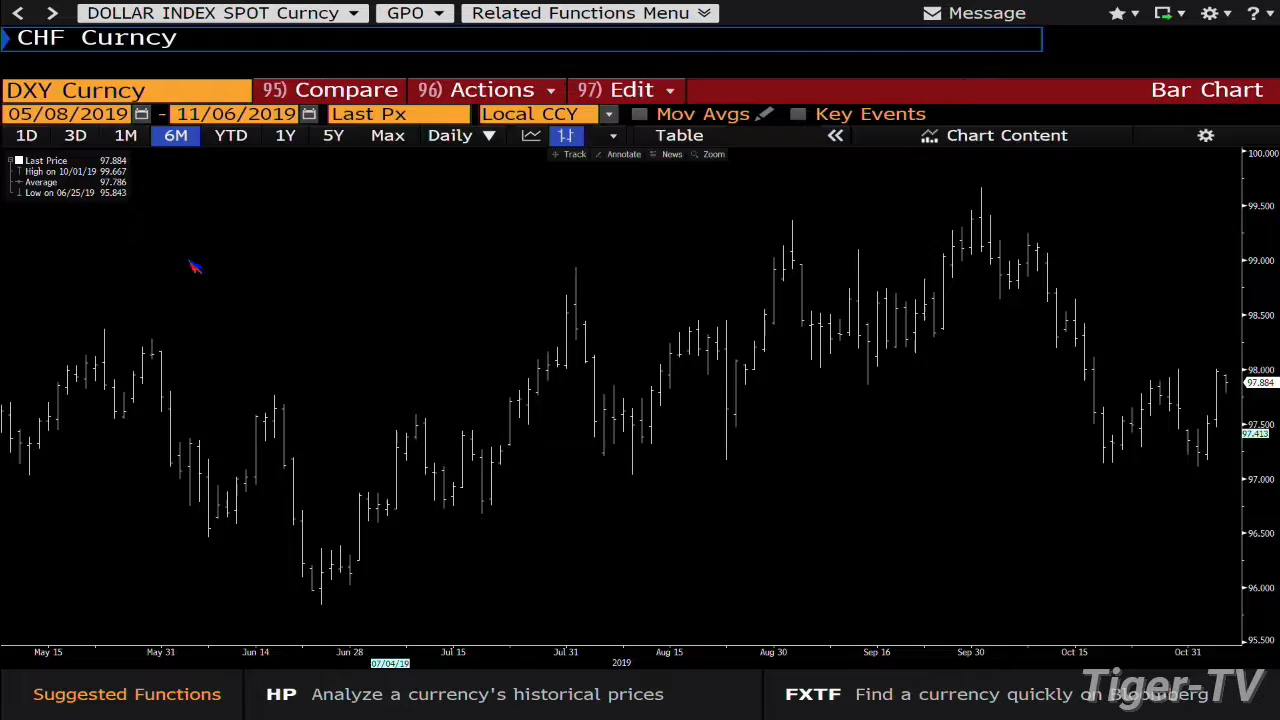 DOLLAR INDEX SPOT Curncy GPO Related Functions Menu Message
CHF Curncy
DXY Curncy 95) Compare 96) Actions 97) Edit Bar Chart
05/08/2019 - 11/06/2019 Last Px Local CCY Mov Avgs Key Events
1D 3D 1M 6M YTD 1Y 5Y Max Daily Table Chart Content
Track Annotate News Zoom
Last Price 97.884
High on 10/01/19 99.667
Average 97.786
Low on 06/25/19 95.843
100.000
99.500
99.000
98.500
98.000
97.884
97.500
97.413
97.000
96.500
96.000
95.500
May 15 May 31 Jun 14 Jun 28 Jul 15 Jul 31 Aug 15 Aug 30 Sep 16 Sep 30 Oct 15 Oct 31
07/04/19 2019
Suggested Functions HP Analyze a currency's historical prices FXTF Find a currency quickly on Bloomberg
Tiger-TV